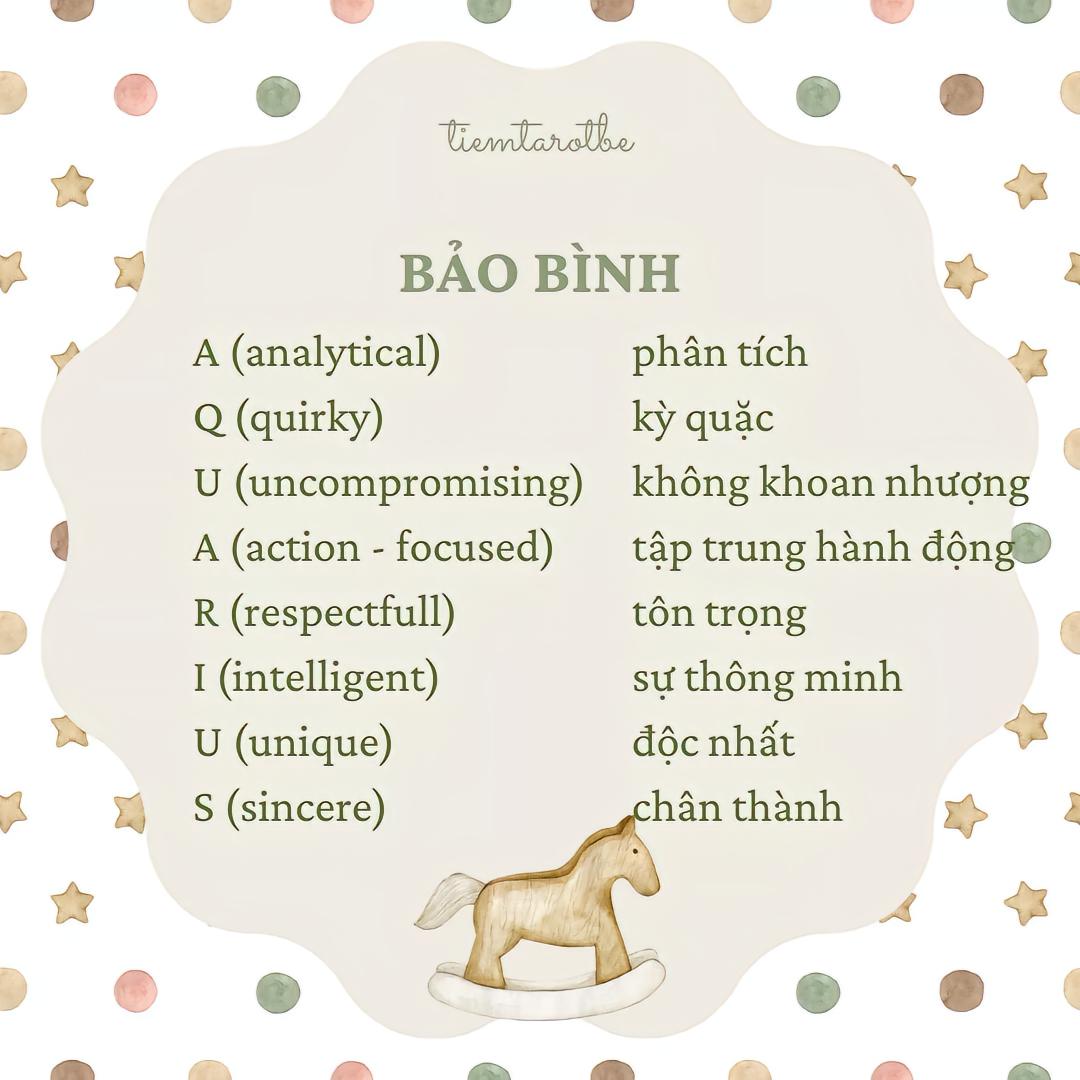 tiemtarotbe
BẢO BÌNH
A (analytical) phân tích
Q (quirky) kỳ quặc
U (uncompromising) không khoan nhượng
A (action - focused) tập trung hành động
R (respectfull) tôn trọng
I (intelligent) sự thông minh
U (unique) độc nhất
S (sincere) chân thành